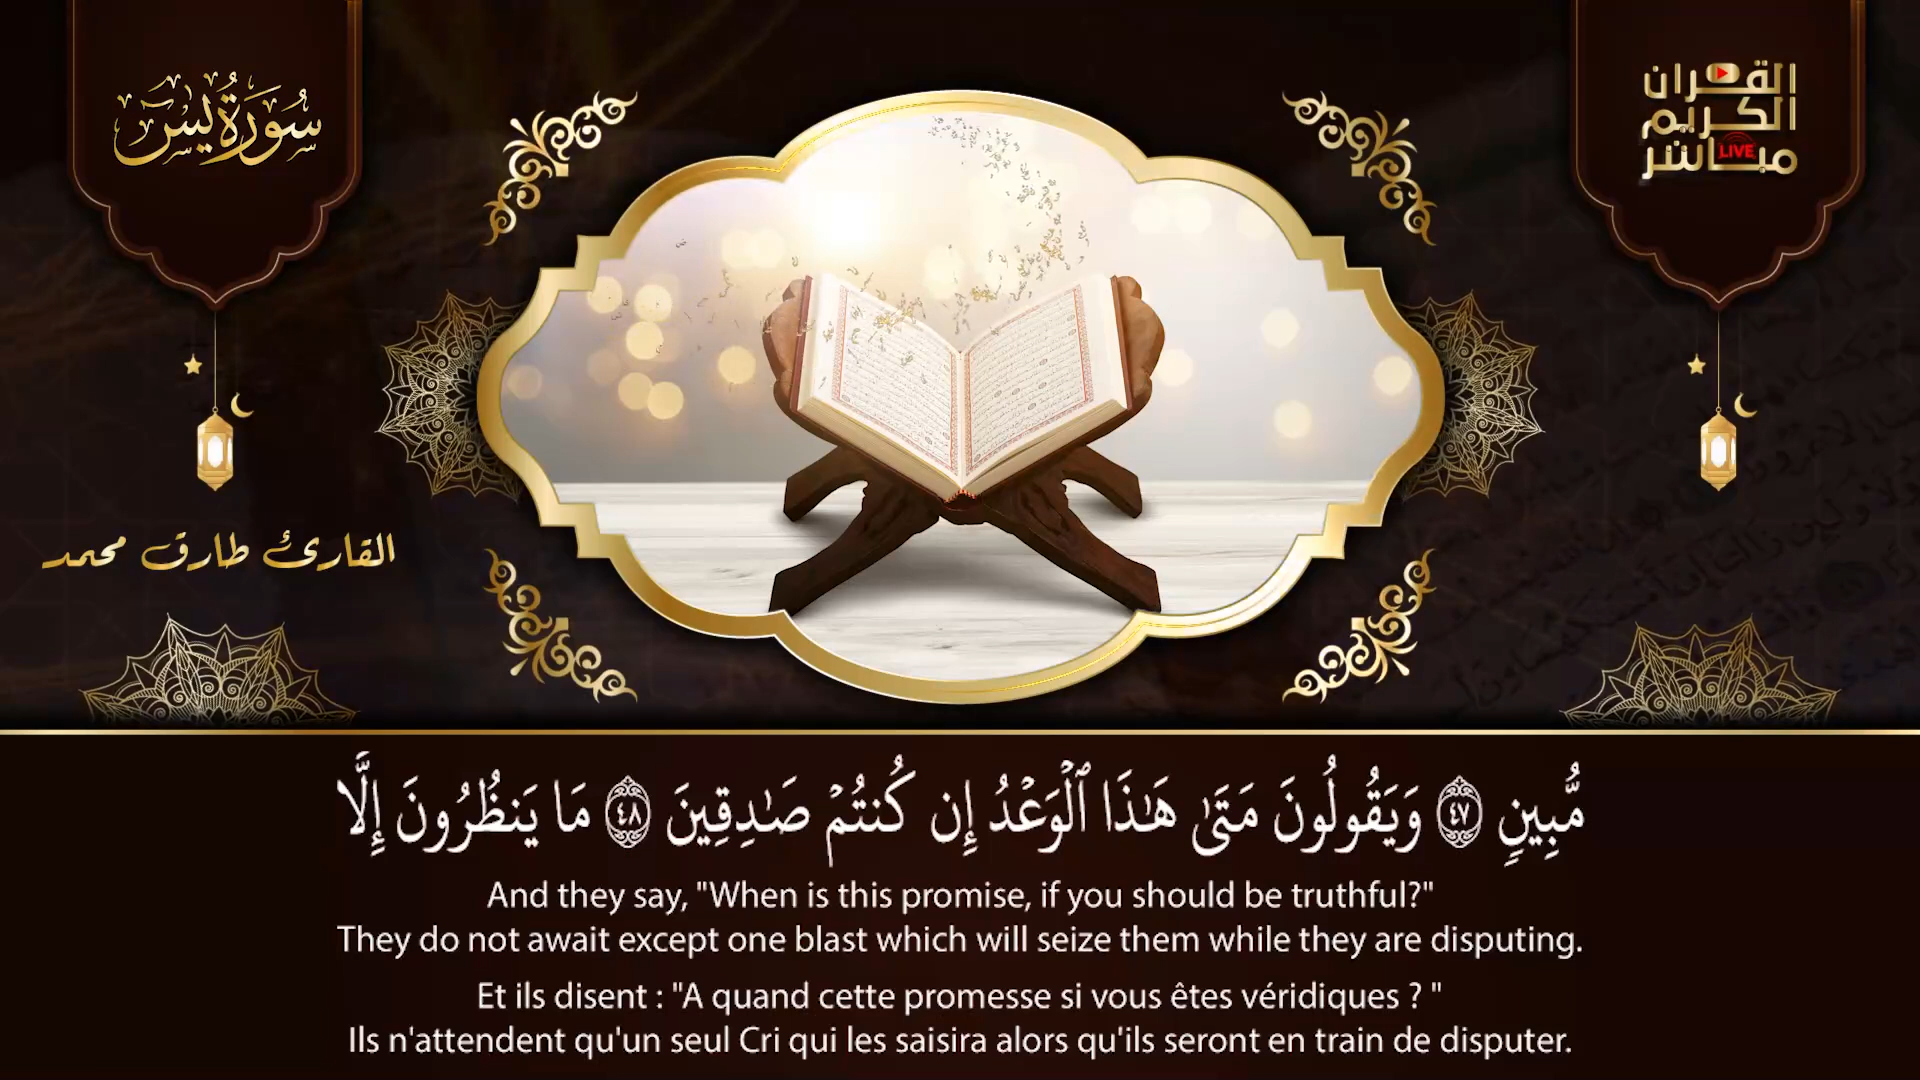 سُورَةُ يسٓ
القرآن
الكريم
مباشر
LIVE
القارئ طارق محمد
مُّبِينٍ ٤٧ وَيَقُولُونَ مَتَىٰ هَٰذَا ٱلْوَعْدُ إِن كُنتُمْ صَٰدِقِينَ ٤٨ مَا يَنظُرُونَ إِلَّا
And they say, "When is this promise, if you should be truthful?"
They do not await except one blast which will seize them while they are disputing.
Et ils disent : "A quand cette promesse si vous êtes véridiques ? "
Ils n'attendent qu'un seul Cri qui les saisira alors qu'ils seront en train de disputer.